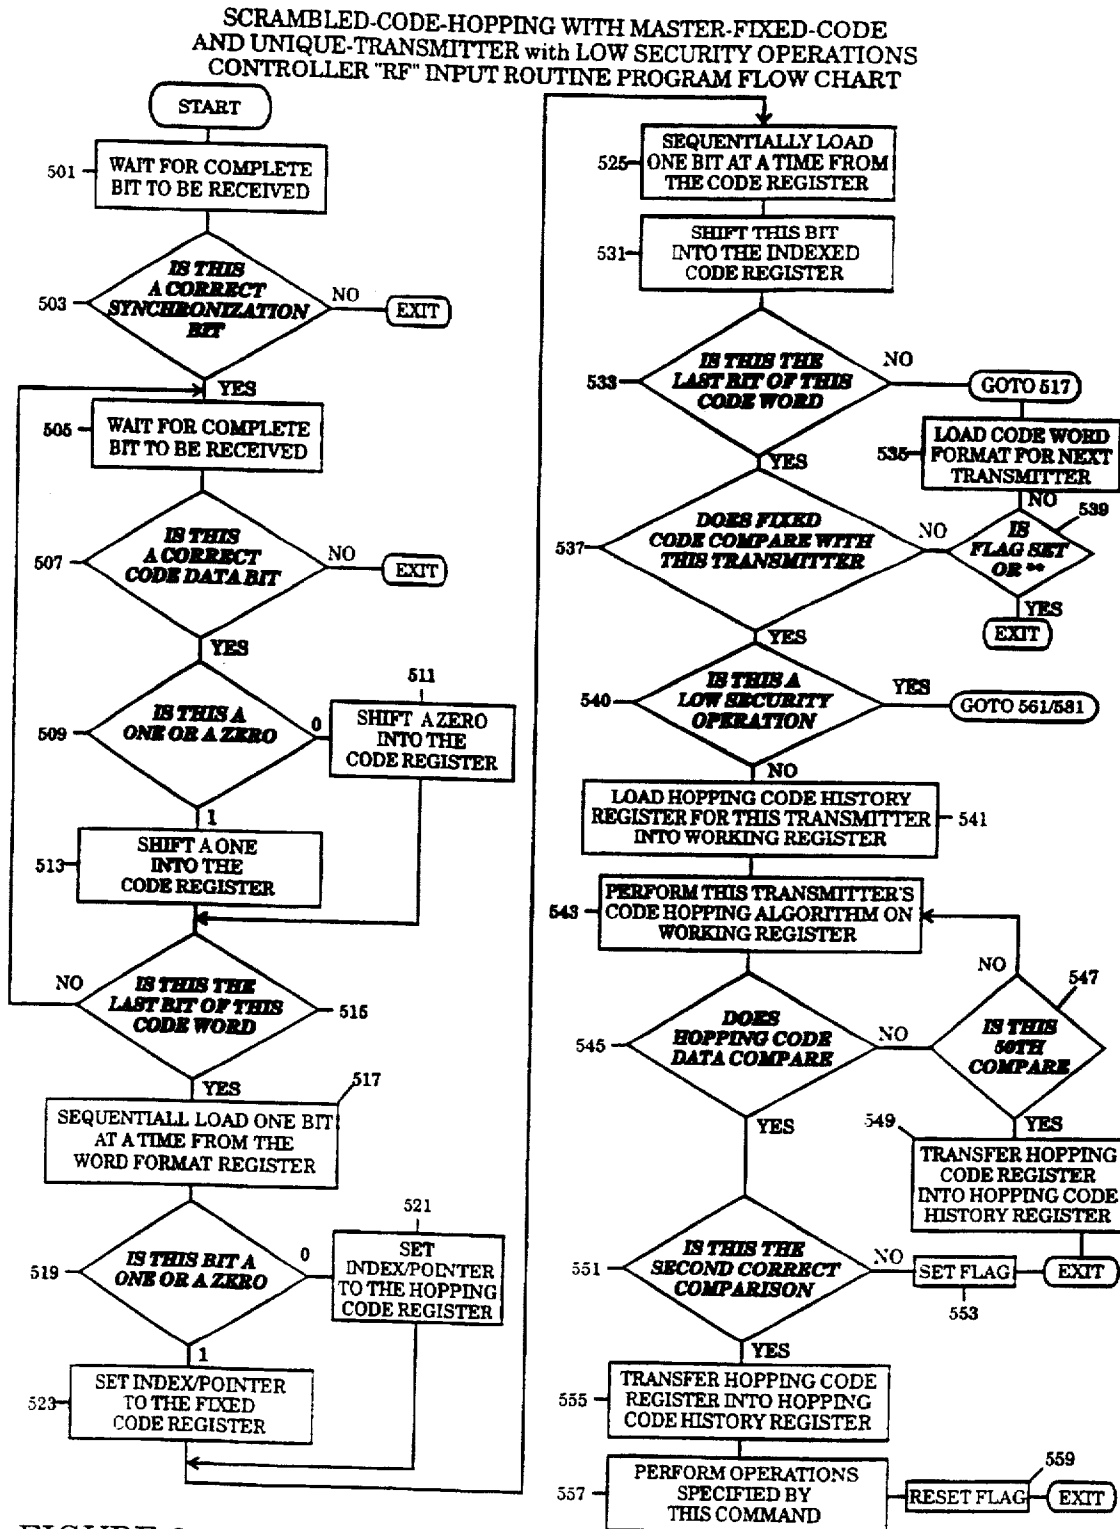 SCRAMBLED-CODE-HOPPING WITH MASTER-FIXED-CODE
AND UNIQUE-TRANSMITTER with LOW SECURITY OPERATIONS
CONTROLLER "RF" INPUT ROUTINE PROGRAM FLOW CHART
START
501
WAIT FOR COMPLETE
BIT TO BE RECEIVED
503
IS THIS
A CORRECT
SYNCHRONIZATION
BIT
NO
EXIT
YES
505
WAIT FOR COMPLETE
BIT TO BE RECEIVED
507
IS THIS
A CORRECT
CODE DATA BIT
NO
EXIT
YES
509
IS THIS A
ONE OR A ZERO
0
511
SHIFT A ZERO
INTO THE
CODE REGISTER
1
513
SHIFT A ONE
INTO THE
CODE REGISTER
NO
IS THIS THE
LAST BIT OF THIS
CODE WORD
515
YES
517
SEQUENTIALL LOAD ONE BIT
AT A TIME FROM THE
WORD FORMAT REGISTER
519
IS THIS BIT A
ONE OR A ZERO
0
521
SET
INDEX/POINTER
TO THE HOPPING
CODE REGISTER
1
523
SET INDEX/POINTER
TO THE FIXED
CODE REGISTER
525
SEQUENTIALLY LOAD
ONE BIT AT A TIME FROM
THE CODE REGISTER
531
SHIFT THIS BIT
INTO THE INDEXED
CODE REGISTER
533
IS THIS THE
LAST BIT OF THIS
CODE WORD
NO
GOTO 517
YES
535
LOAD CODE WORD
FORMAT FOR NEXT
TRANSMITTER
NO
539
537
DOES FIXED
CODE COMPARE WITH
THIS TRANSMITTER
NO
IS
FLAG SET
OR **
YES
EXIT
YES
540
IS THIS A
LOW SECURITY
OPERATION
YES
GOTO 561/581
NO
LOAD HOPPING CODE HISTORY
REGISTER FOR THIS TRANSMITTER
INTO WORKING REGISTER
541
543
PERFORM THIS TRANSMITTER'S
CODE HOPPING ALGORITHM ON
WORKING REGISTER
545
DOES
HOPPING CODE
DATA COMPARE
NO
NO
547
IS THIS
50TH
COMPARE
YES
YES
549
TRANSFER HOPPING
CODE REGISTER
INTO HOPPING CODE
HISTORY REGISTER
551
IS THIS THE
SECOND CORRECT
COMPARISON
NO
SET FLAG
EXIT
553
YES
555
TRANSFER HOPPING CODE
REGISTER INTO HOPPING
CODE HISTORY REGISTER
557
PERFORM OPERATIONS
SPECIFIED BY
THIS COMMAND
559
RESET FLAG
EXIT